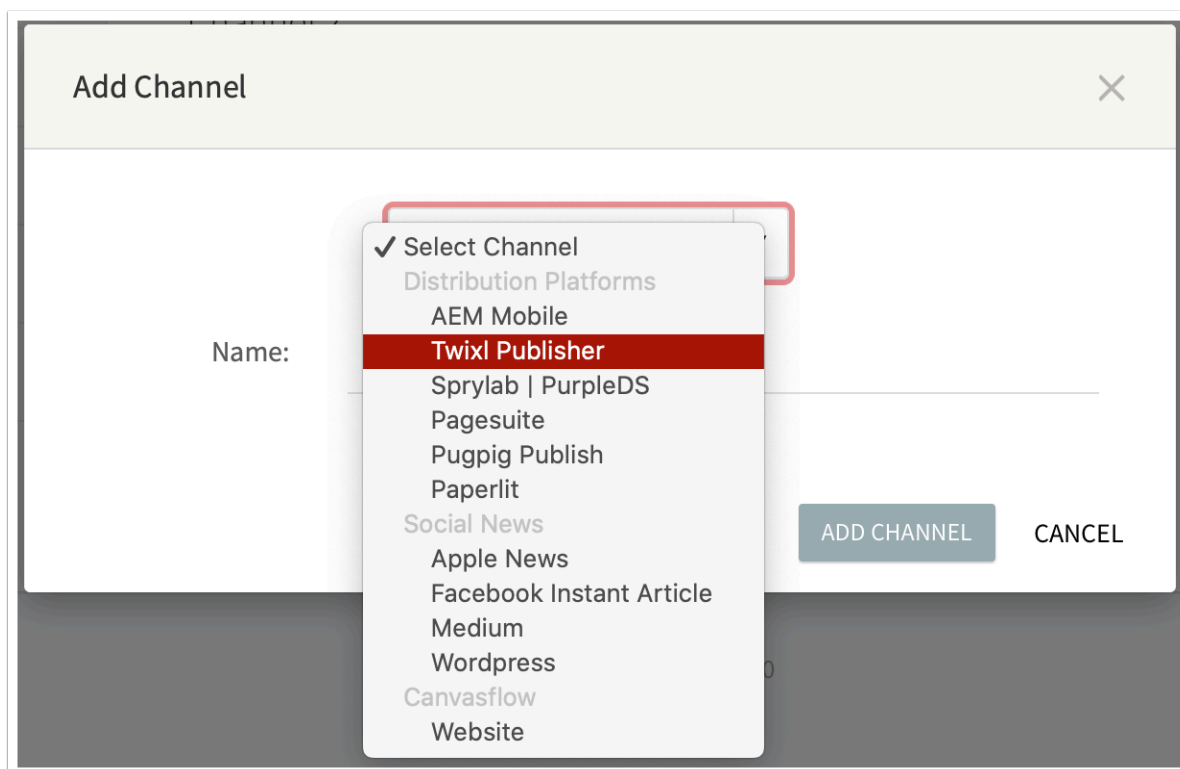 Add Channel
✓ Select Channel
Distribution Platforms
AEM Mobile
Name:
Twixl Publisher
Sprylab | PurpleDS
Pagesuite
Pugpig Publish
Paperlit
Social News
ADD CHANNEL
CANCEL
Apple News
Facebook Instant Article
Medium
Wordpress
Canvasflow
Website